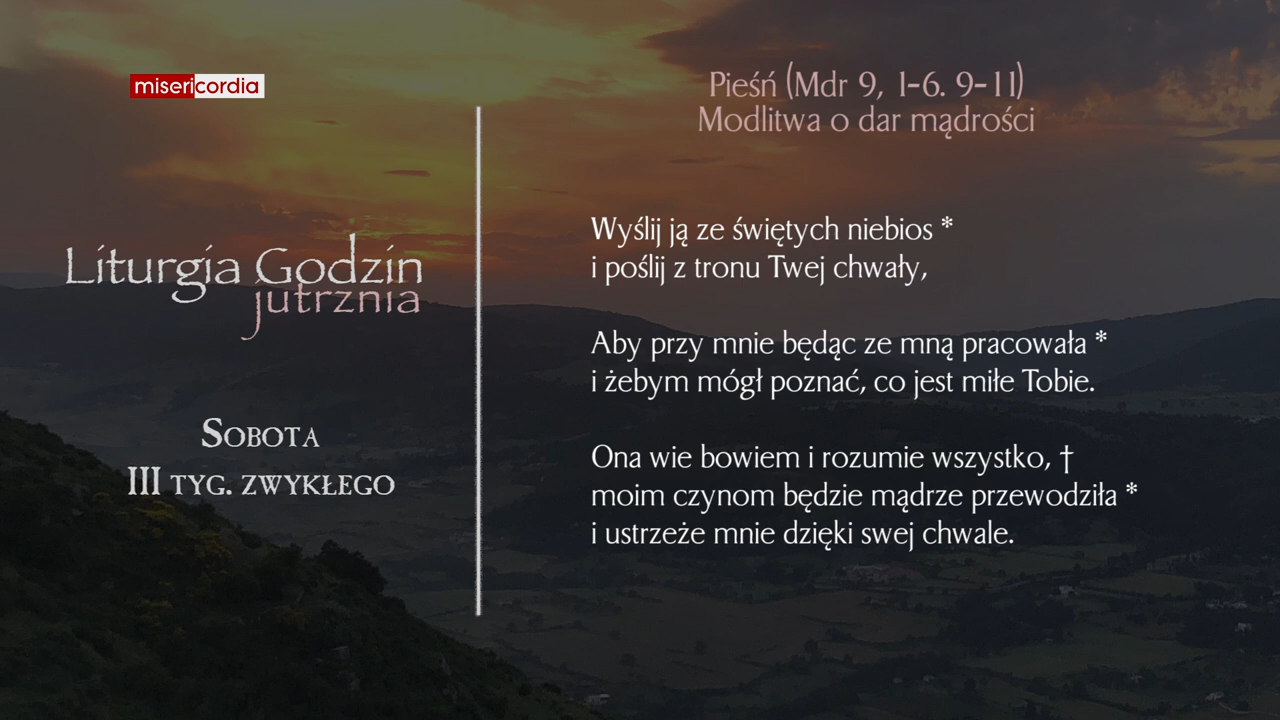 misericordia
Liturgia Godzin
jutrznia
Sobota
III tyg. zwykłego
Pieśń (Mdr 9, 1-6. 9-11)
Modlitwa o dar mądrości
Wyślij ją ze świętych niebios *
i poślij z tronu Twej chwały,
Aby przy mnie będąc ze mną pracowała *
i żebym mógł poznać, co jest miłe Tobie.
Ona wie bowiem i rozumie wszystko, †
moim czynom będzie mądrze przewodziła *
i ustrzeże mnie dzięki swej chwale.